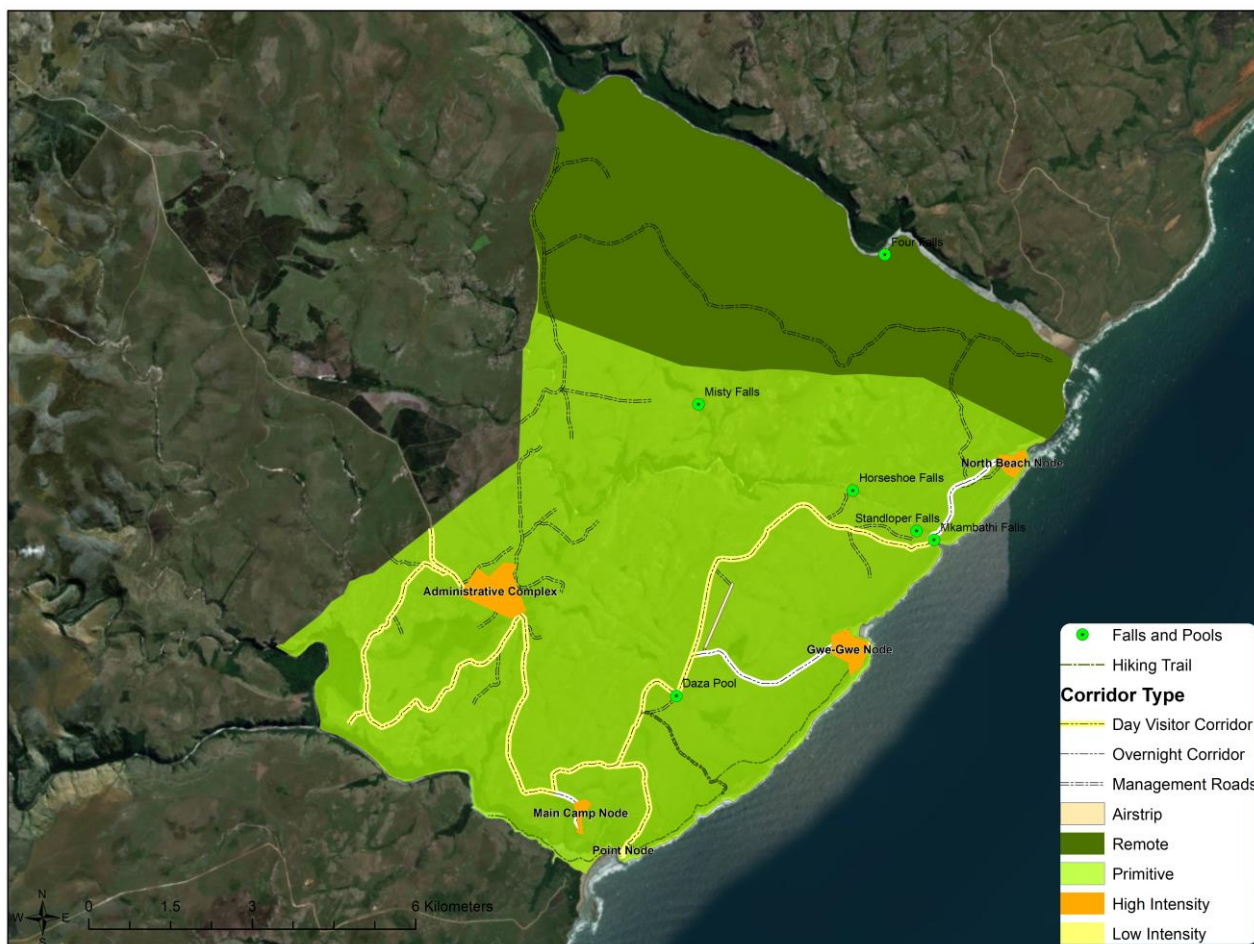 Four Falls
Misty Falls
North Beach Node
Horseshoe Falls
Standloper Falls
Mkambathi Falls
Administrative Complex
Gwe-Gwe Node
Daza Pool
Main Camp Node
Point Node
Falls and Pools
Hiking Trail
Corridor Type
Day Visitor Corridor
Overnight Corridor
Management Roads
Airstrip
Remote
Primitive
High Intensity
Low Intensity
N
W E
S
0 1.5 3 6 Kilometers